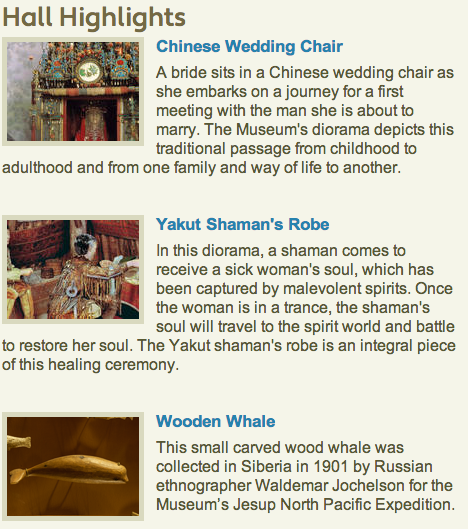 Hall Highlights
Chinese Wedding Chair
A bride sits in a Chinese wedding chair as
she embarks on a journey for a first
meeting with the man she is about to
marry. The Museum's diorama depicts this
traditional passage from childhood to
adulthood and from one family and way of life to another.
Yakut Shaman's Robe
In this diorama, a shaman comes to
receive a sick woman's soul, which has
been captured by malevolent spirits. Once
the woman is in a trance, the shaman's
soul will travel to the spirit world and battle
to restore her soul. The Yakut shaman's robe is an integral piece
of this healing ceremony.
Wooden Whale
This small carved wood whale was
collected in Siberia in 1901 by Russian
ethnographer Waldemar Jochelson for the
Museum's Jesup North Pacific Expedition.